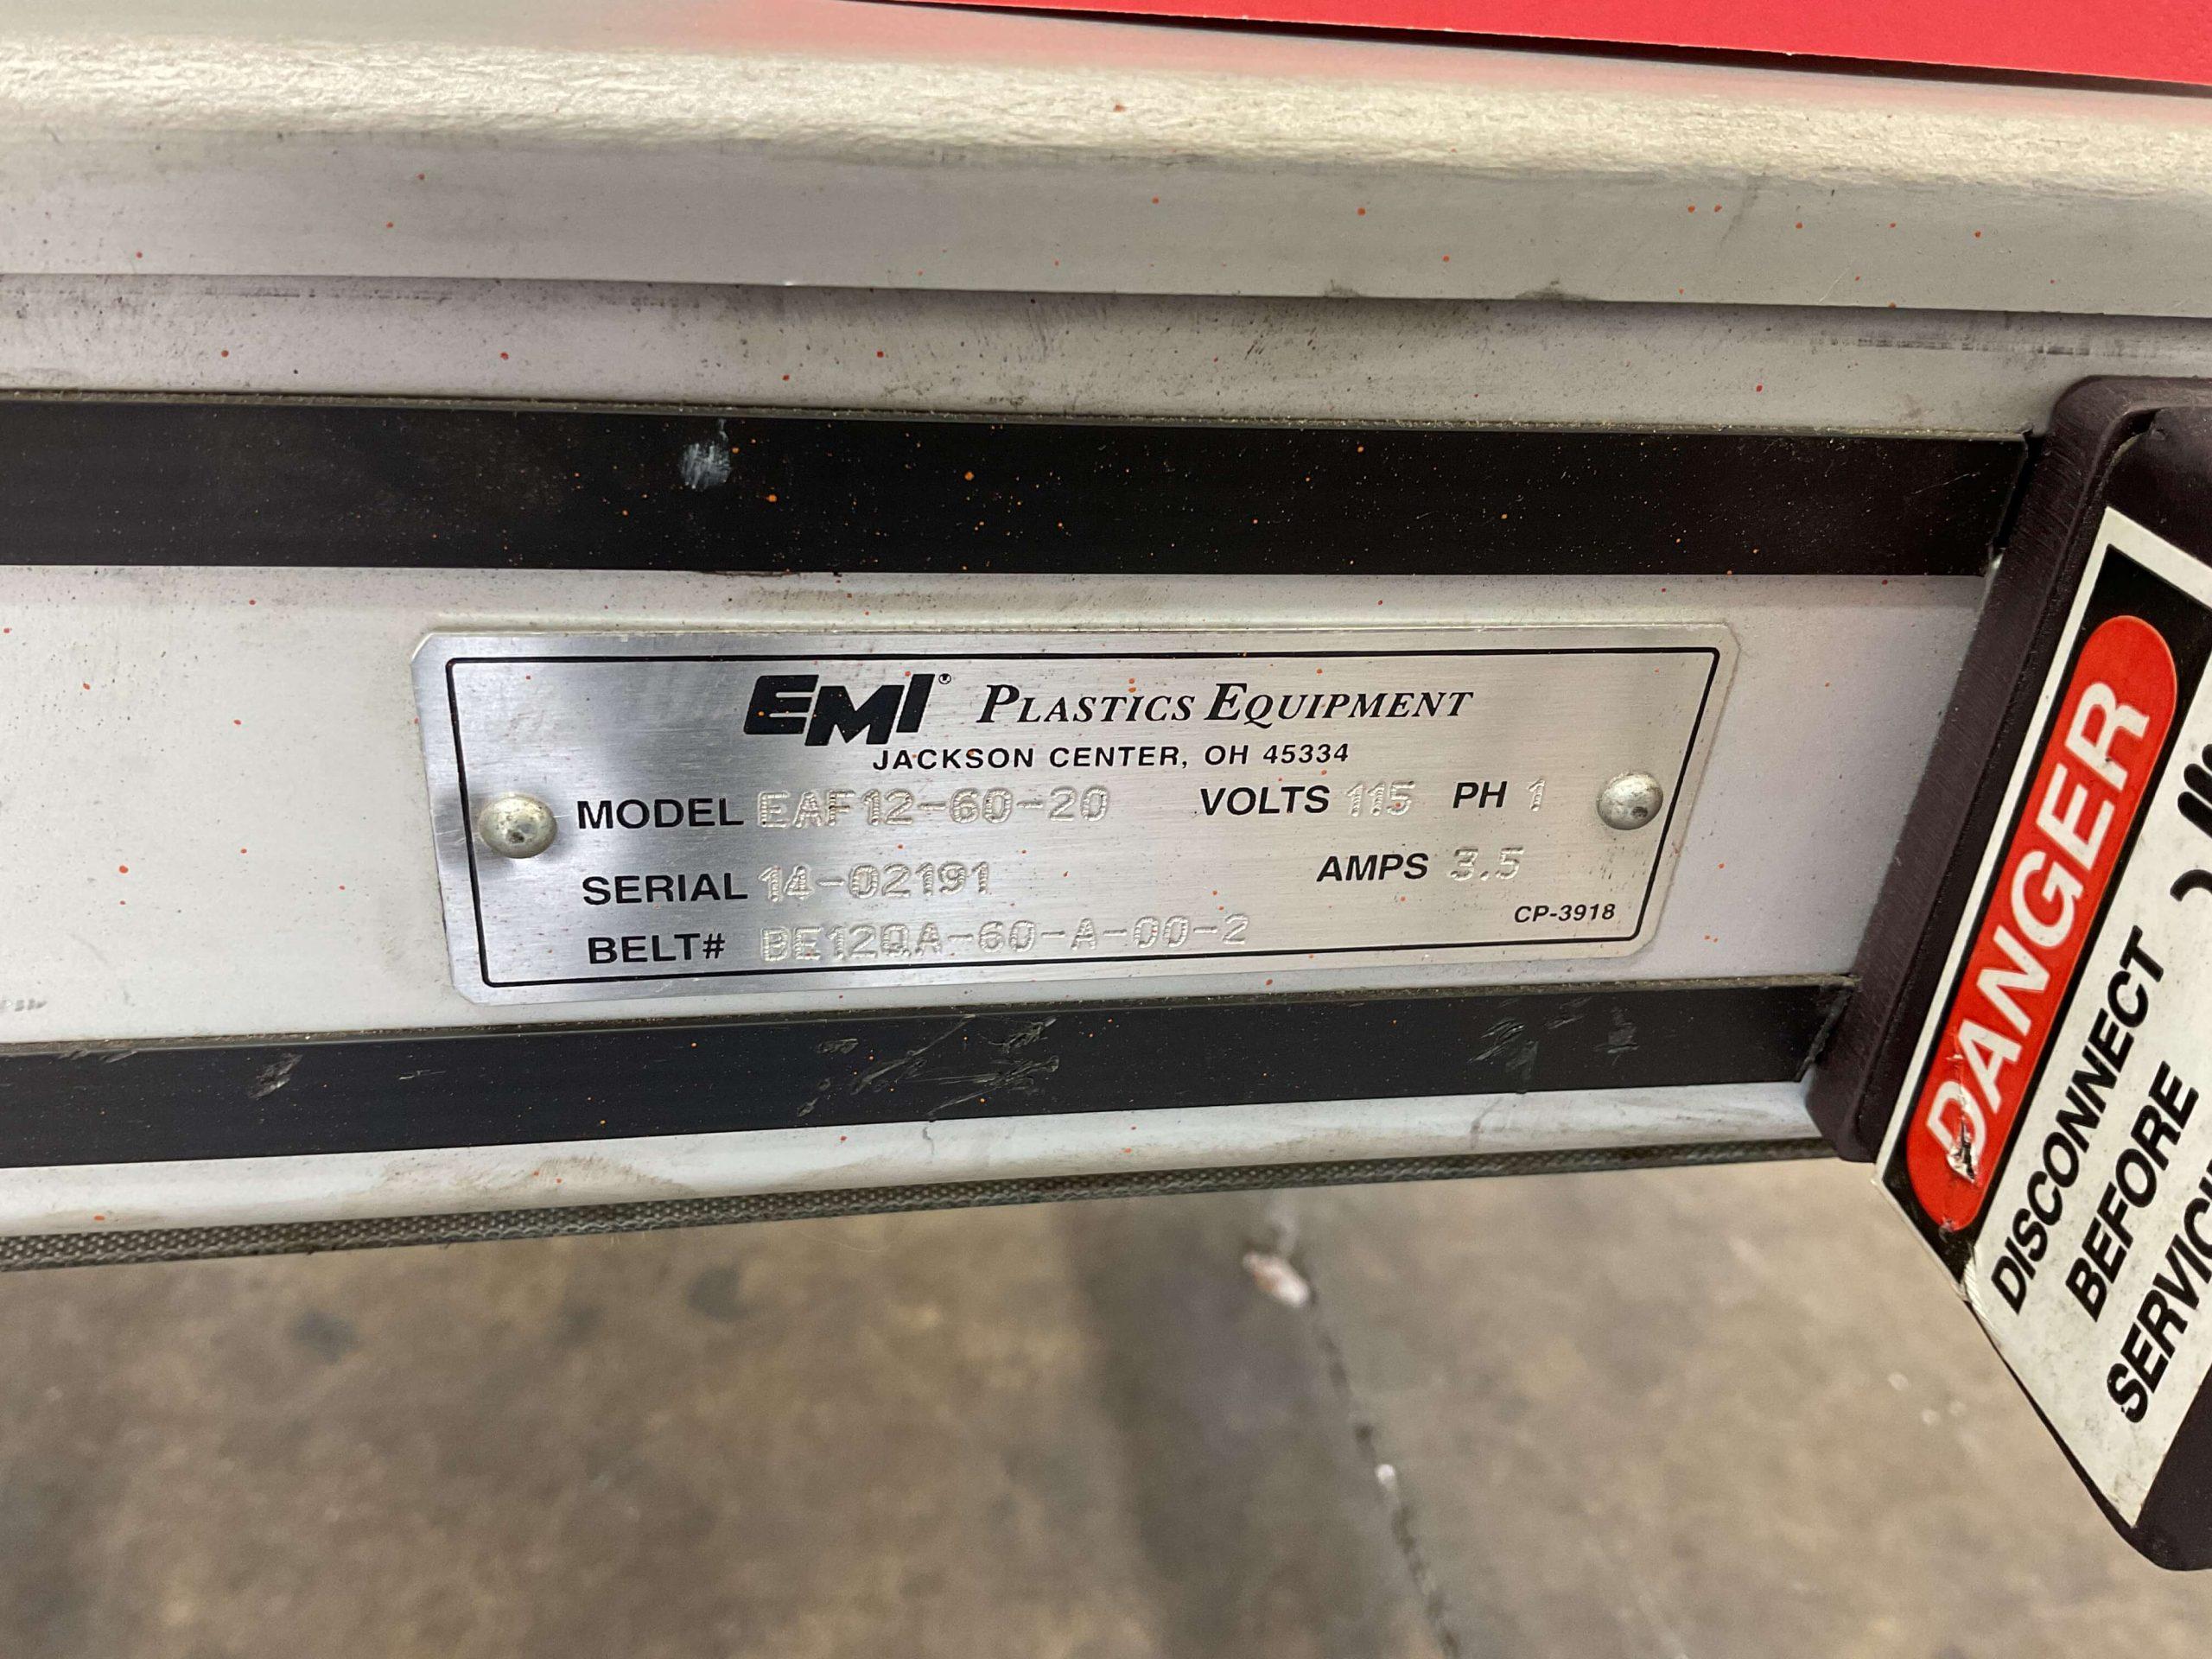 EMI® PLASTICS EQUIPMENT
JACKSON CENTER, OH 45334
MODEL EAF12-60-20 VOLTS 115 PH 1
SERIAL 14-02191 AMPS 3.5
BELT# BE12QA-60-A-00-2 CP-3918
DANGER
DISCONNECT
BEFORE